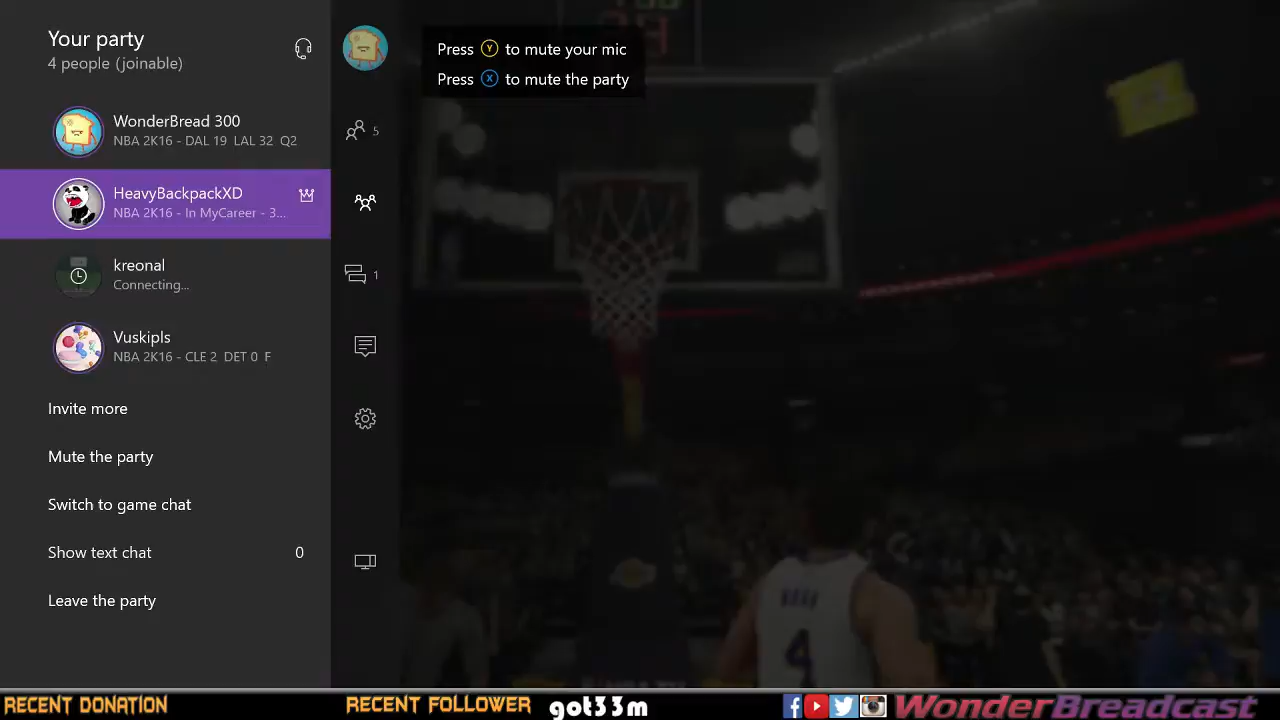 Your party
4 people (joinable)
WonderBread 300
NBA 2K16 - DAL 19 LAL 32 Q2
HeavyBackpackXD
NBA 2K16 - In MyCareer - 3...
kreonal
Connecting...
Vuskipls
NBA 2K16 - CLE 2 DET 0 F
Invite more
Mute the party
Switch to game chat
Show text chat 0
Leave the party
5
1
Press Y to mute your mic
Press X to mute the party
4
RECENT DONATION
RECENT FOLLOWER got33m
WonderBreadcast